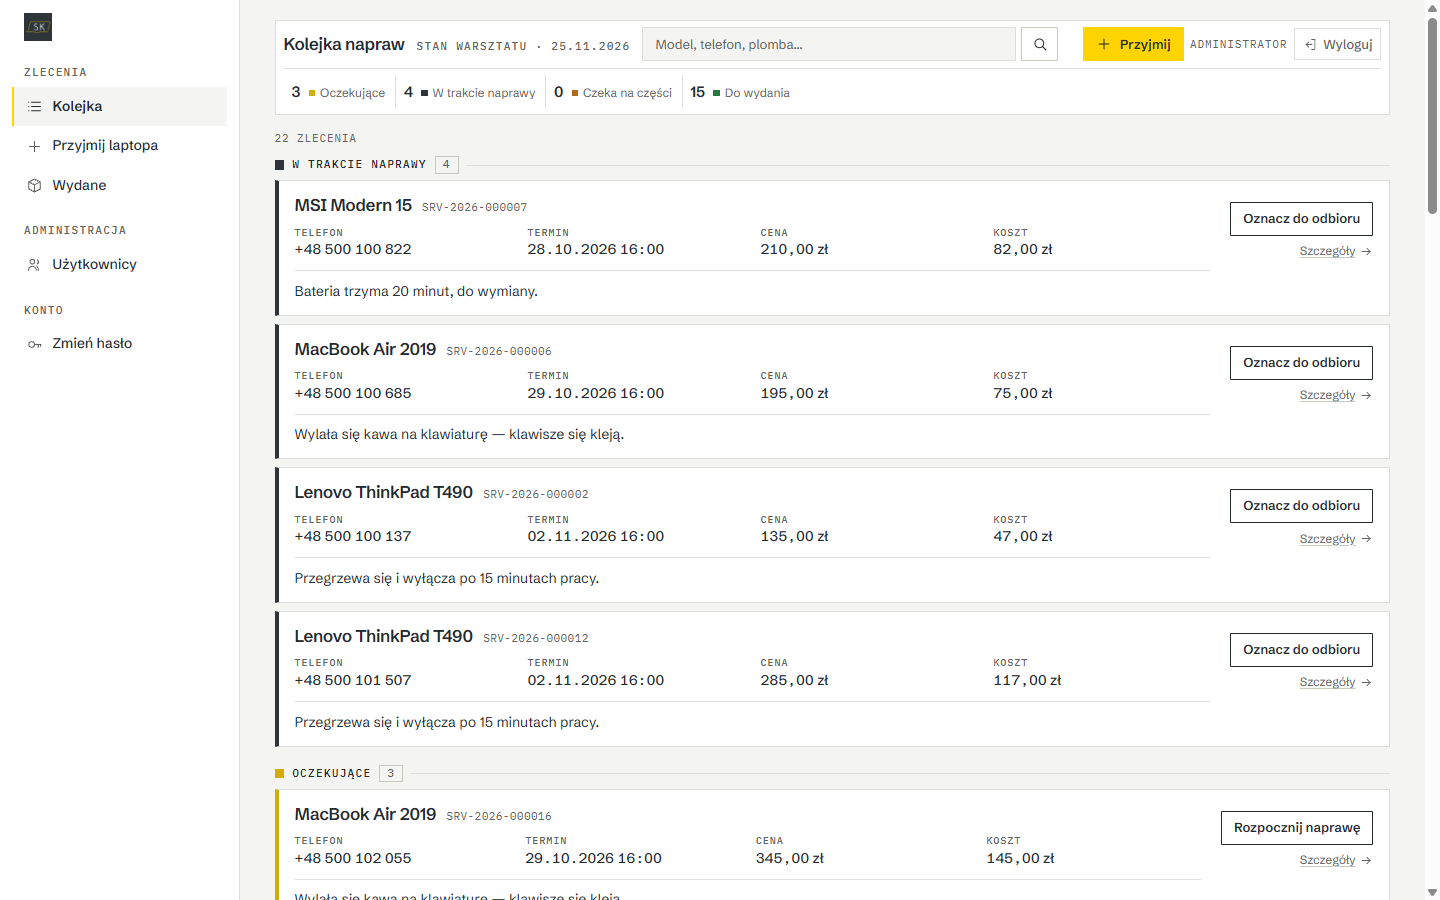 SK
ZLECENIA
Kolejka
Przyjmij laptopa
Wydane
ADMINISTRACJA
Użytkownicy
KONTO
Zmień hasło
Kolejka napraw STAN WARSZTATU · 25.11.2026 Model, telefon, plomba... Przyjmij ADMINISTRATOR Wyloguj
3 Oczekujące 4 W trakcie naprawy 0 Czeka na części 15 Do wydania
22 ZLECENIA
W TRAKCIE NAPRAWY 4
MSI Modern 15 SRV-2026-000007 Oznacz do odbioru
TELEFON TERMIN CENA KOSZT
+48 500 100 822 28.10.2026 16:00 210,00 zł 82,00 zł Szczegóły →
Bateria trzyma 20 minut, do wymiany.
MacBook Air 2019 SRV-2026-000006 Oznacz do odbioru
TELEFON TERMIN CENA KOSZT
+48 500 100 685 29.10.2026 16:00 195,00 zł 75,00 zł Szczegóły →
Wylała się kawa na klawiaturę — klawisze się kleją.
Lenovo ThinkPad T490 SRV-2026-000002 Oznacz do odbioru
TELEFON TERMIN CENA KOSZT
+48 500 100 137 02.11.2026 16:00 135,00 zł 47,00 zł Szczegóły →
Przegrzewa się i wyłącza po 15 minutach pracy.
Lenovo ThinkPad T490 SRV-2026-000012 Oznacz do odbioru
TELEFON TERMIN CENA KOSZT
+48 500 101 507 02.11.2026 16:00 285,00 zł 117,00 zł Szczegóły →
Przegrzewa się i wyłącza po 15 minutach pracy.
OCZEKUJĄCE 3
MacBook Air 2019 SRV-2026-000016 Rozpocznij naprawę
TELEFON TERMIN CENA KOSZT
+48 500 102 055 29.10.2026 16:00 345,00 zł 145,00 zł Szczegóły →
Wylała się kawa na klawiaturę — klawisze się kleją.